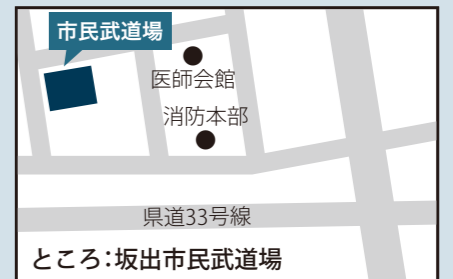 市民武道場
医師会館
消防本部
県道33号線
ところ：坂出市民武道場